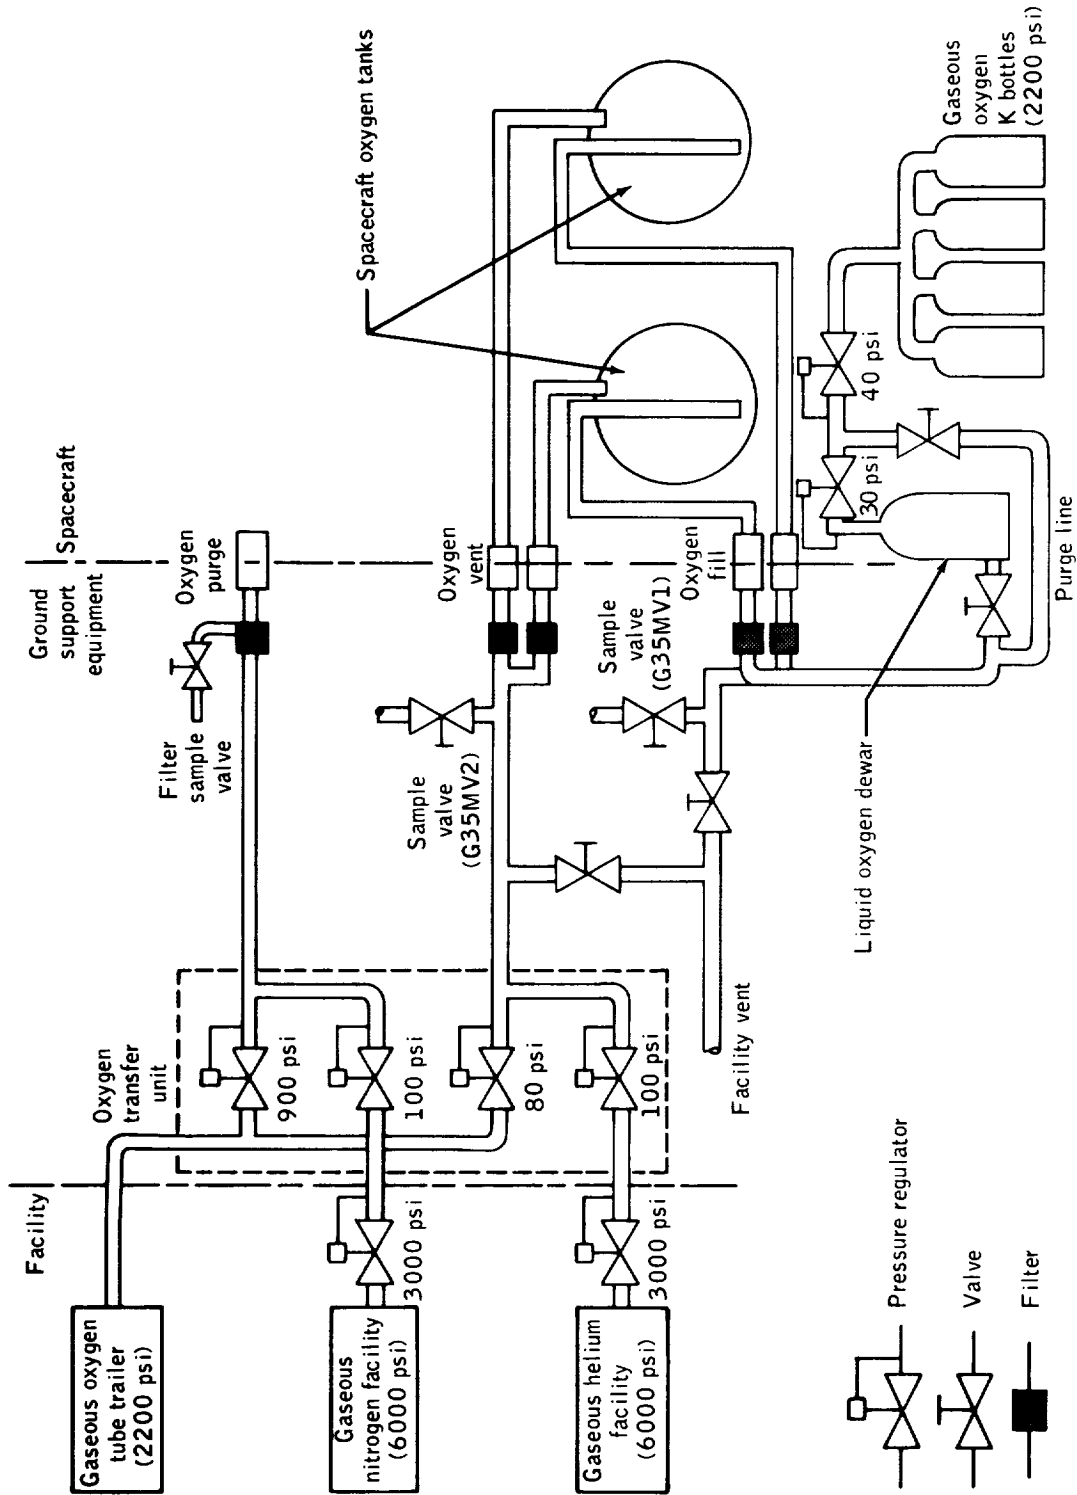 Gaseous oxygen
tube trailer
(2200 psi)
Gaseous
nitrogen facility
(6000 psi)
Gaseous helium
facility
(6000 psi)
Facility
3000 psi
3000 psi
Oxygen
transfer
unit
900 psi
100 psi
80 psi
100 psi
Facility vent
Filter
sample
valve
Sample
valve
(G35MV2)
Sample
valve
(G35MV1)
Ground
support
equipment
Spacecraft
Oxygen
purge
Oxygen
vent
Oxygen
fill
Spacecraft oxygen tanks
30 psi
40 psi
Gaseous
oxygen
K bottles
(2200 psi)
Liquid oxygen dewar
Purge line
Pressure regulator
Valve
Filter